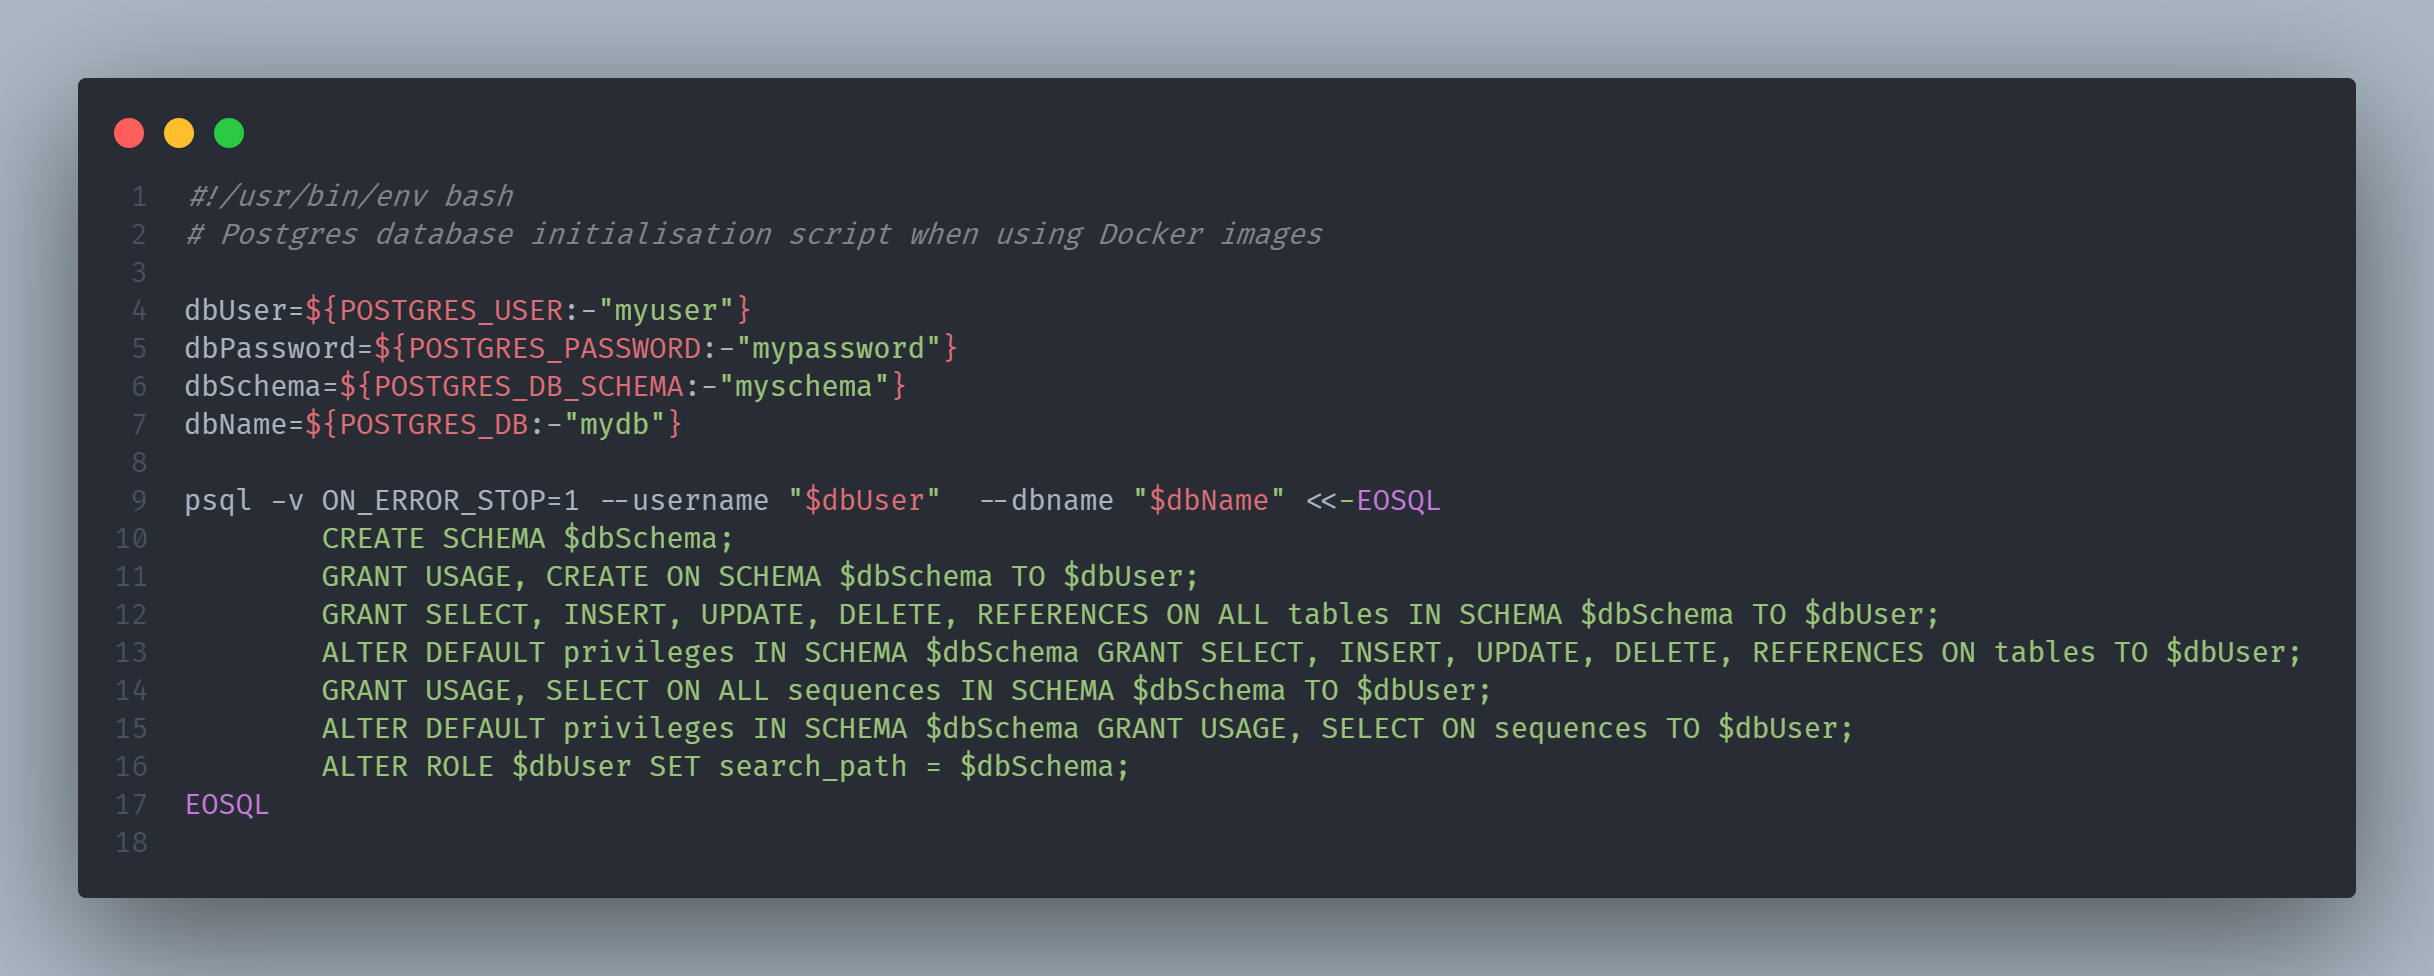 1 #!/usr/bin/env bash
2 # Postgres database initialisation script when using Docker images
3
4 dbUser=${POSTGRES_USER:-"myuser"}
5 dbPassword=${POSTGRES_PASSWORD:-"mypassword"}
6 dbSchema=${POSTGRES_DB_SCHEMA:-"myschema"}
7 dbName=${POSTGRES_DB:-"mydb"}
8
9 psql -v ON_ERROR_STOP=1 --username "$dbUser"  --dbname "$dbName" <<-EOSQL
10         CREATE SCHEMA $dbSchema;
11         GRANT USAGE, CREATE ON SCHEMA $dbSchema TO $dbUser;
12         GRANT SELECT, INSERT, UPDATE, DELETE, REFERENCES ON ALL tables IN SCHEMA $dbSchema TO $dbUser;
13         ALTER DEFAULT privileges IN SCHEMA $dbSchema GRANT SELECT, INSERT, UPDATE, DELETE, REFERENCES ON tables TO $dbUser;
14         GRANT USAGE, SELECT ON ALL sequences IN SCHEMA $dbSchema TO $dbUser;
15         ALTER DEFAULT privileges IN SCHEMA $dbSchema GRANT USAGE, SELECT ON sequences TO $dbUser;
16         ALTER ROLE $dbUser SET search_path = $dbSchema;
17 EOSQL
18